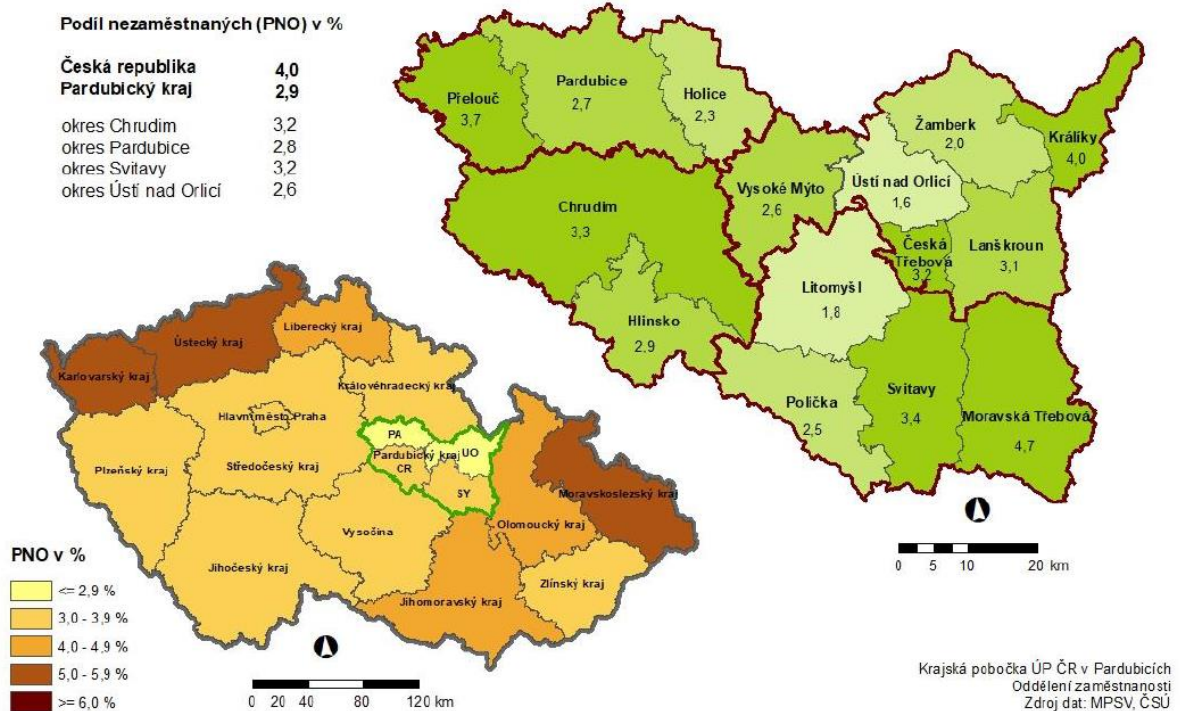 Podíl nezaměstnaných (PNO) v %
Česká republika 4,0
Pardubický kraj 2,9
okres Chrudim 3,2
okres Pardubice 2,8
okres Svitavy 3,2
okres Ústí nad Orlicí 2,6
Přelouč
3,7
Pardubice
2,7
Holice
2,3
Žamberk
2,0
Králíky
4,0
Vysoké Mýto
2,6
Ústí nad Orlicí
1,6
Chrudim
3,3
Česká
Třebová
3,2
Lanškroun
3,1
Litomyšl
1,8
Hlinsko
2,9
Polička
2,5
Svitavy
3,4
Moravská Třebová
4,7
0 5 10 20 km
Karlovarský kraj
Ústecký kraj
Liberecký kraj
Královéhradecký kraj
Hlavní město Praha
Plzeňský kraj
Středočeský kraj
PA
Pardubický kraj
UO
CR
SY
Moravskoslezský kraj
Olomoucký kraj
Vysočina
Jihočeský kraj
Jihomoravský kraj
Zlínský kraj
PNO v %
<= 2,9 %
3,0 - 3,9 %
4,0 - 4,9 %
5,0 - 5,9 %
>= 6,0 %
0 20 40 80 120 km
Krajská pobočka ÚP ČR v Pardubicích
Oddělení zaměstnanosti
Zdroj dat: MPSV, ČSÚ